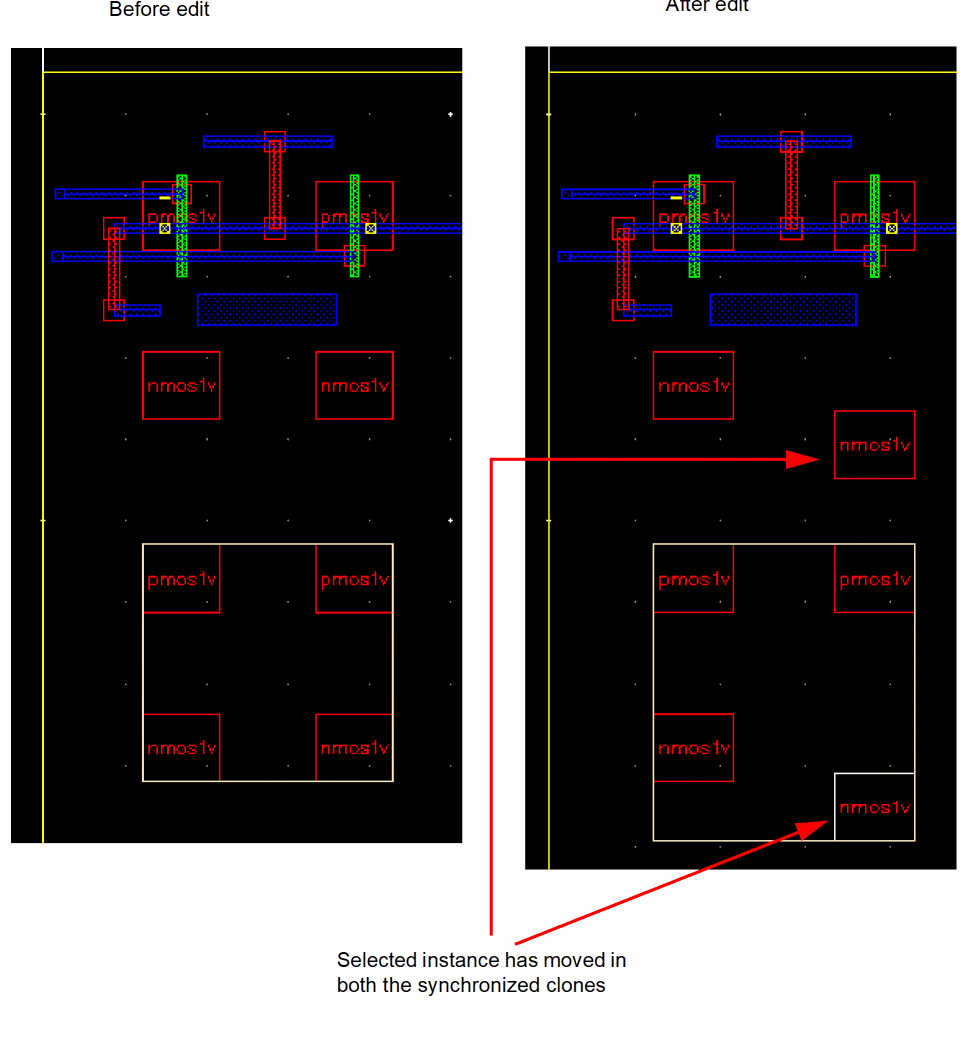 Before edit
After edit
pmos1v
pmos1v
pmos1v
pmos1v
nmos1v
nmos1v
nmos1v
nmos1v
pmos1v
pmos1v
pmos1v
pmos1v
nmos1v
nmos1v
nmos1v
nmos1v
Selected instance has moved in
both the synchronized clones